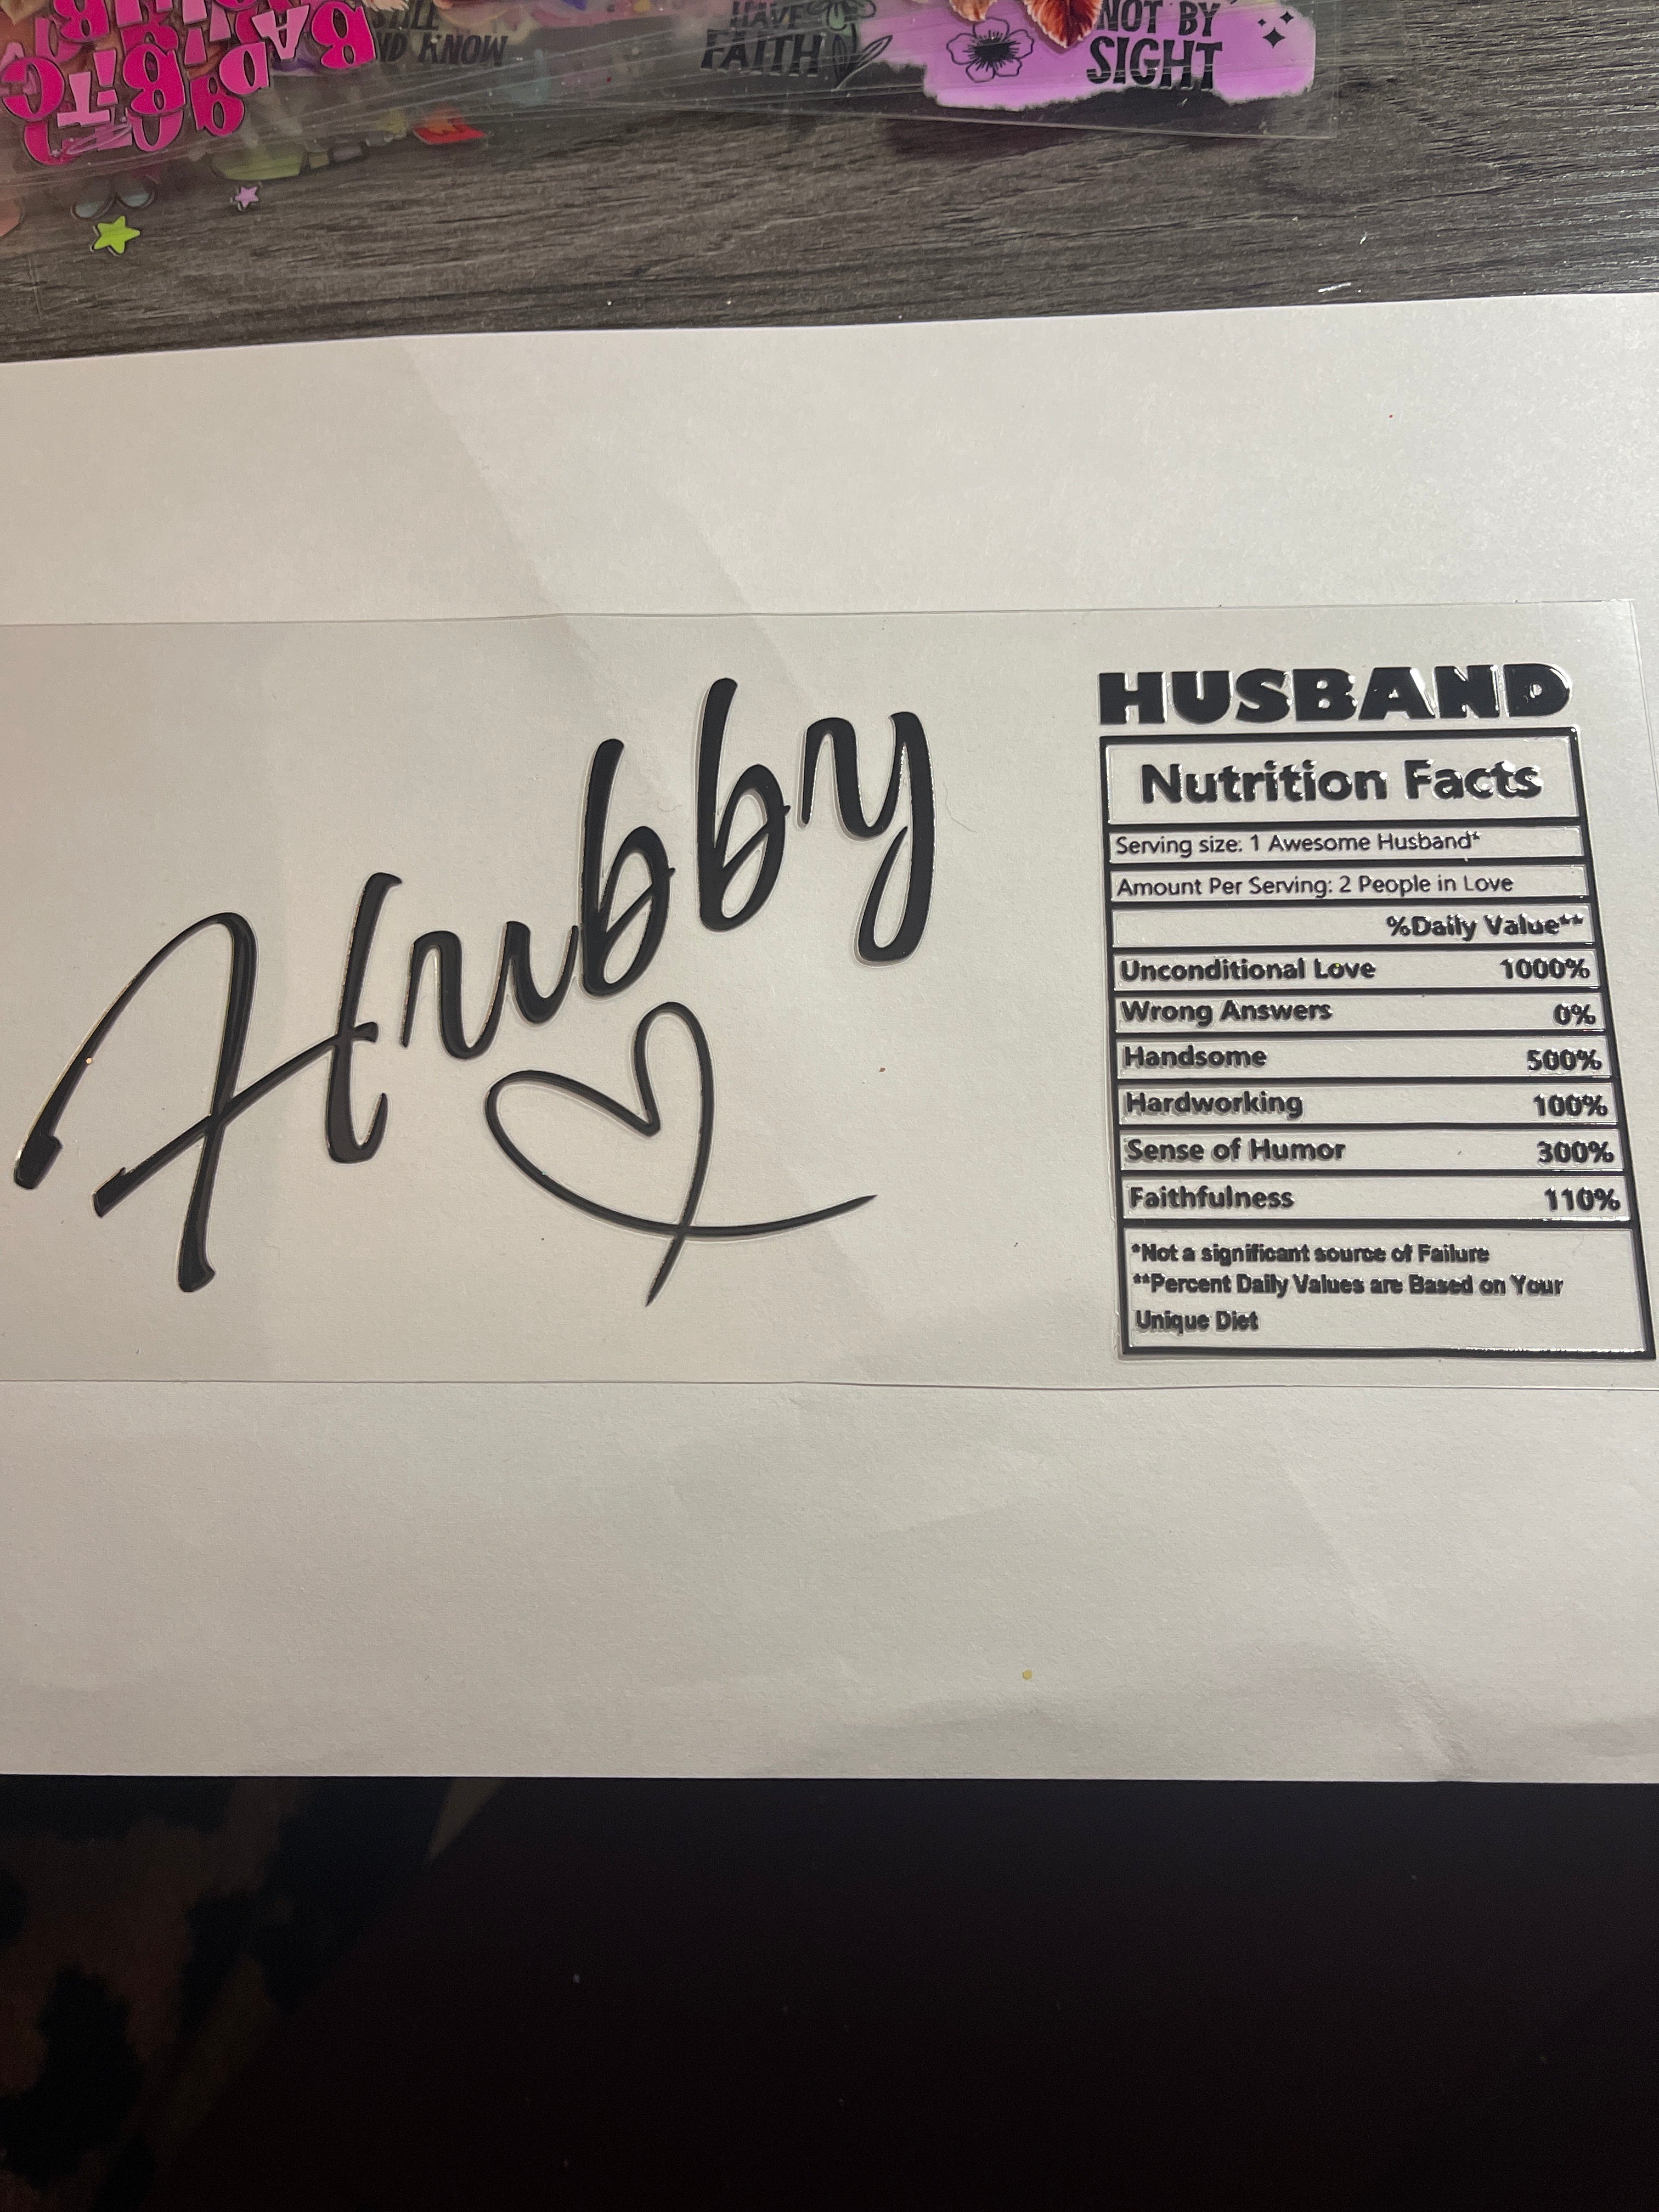 HAVE
FAITH
NOT BY
SIGHT
KNOW
Hubby
HUSBAND
Nutrition Facts
Serving size: 1 Awesome Husband*
Amount Per Serving: 2 People in Love
%Daily Value**
Unconditional Love 1000%
Wrong Answers 0%
Handsome 500%
Hardworking 100%
Sense of Humor 300%
Faithfulness 110%
*Not a significant source of Failure
**Percent Daily Values are Based on Your
Unique Diet